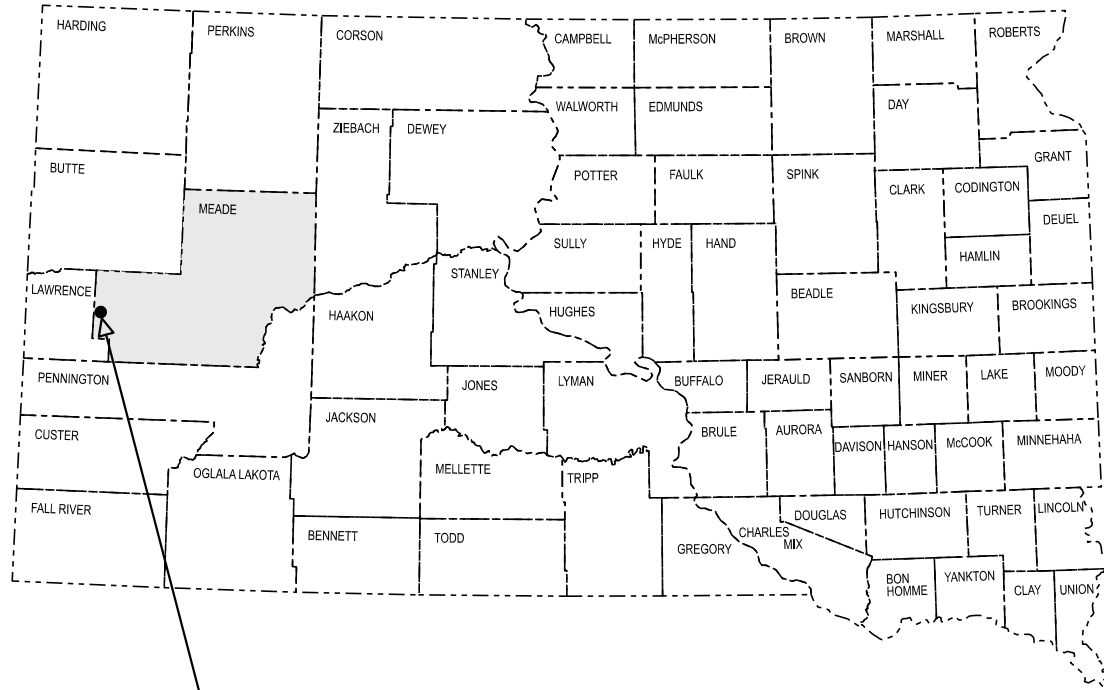 HARDING
PERKINS
CORSON
CAMPBELL
McPHERSON
BROWN
MARSHALL
ROBERTS
WALWORTH
EDMUNDS
DAY
ZIEBACH
DEWEY
BUTTE
POTTER
FAULK
SPINK
GRANT
CLARK
CODINGTON
MEADE
DEUEL
SULLY
HYDE
HAND
HAMLIN
STANLEY
LAWRENCE
BEADLE
HUGHES
KINGSBURY
BROOKINGS
HAAKON
PENNINGTON
JONES
LYMAN
BUFFALO
JERAULD
SANBORN
MINER
LAKE
MOODY
JACKSON
CUSTER
BRULE
AURORA
DAVISON
HANSON
McCOOK
MINNEHAHA
OGLALA LAKOTA
MELLETTE
TRIPP
FALL RIVER
DOUGLAS
HUTCHINSON
TURNER
LINCOLN
BENNETT
TODD
GREGORY
CHARLES
MIX
BON
HOMME
YANKTON
CLAY
UNION